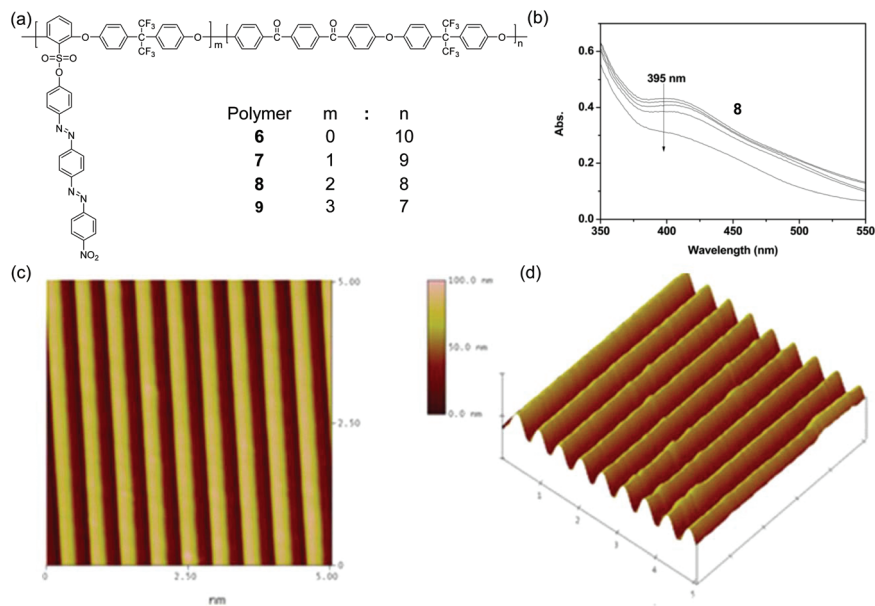 (a)
O
CF₃
CF₃
O
m
O
O
O
CF₃
CF₃
O
n
O=S=O
O
N=N
N=N
NO₂
Polymer m : n
6 0 10
7 1 9
8 2 8
9 3 7
(b)
0.6
0.4
0.2
0.0
Abs.
395 nm
8
350 400 450 500 550
Wavelength (nm)
(c)
5.00
2.50
0
0 2.50 5.00
nm
100.0 nm
50.0 nm
0.0 nm
(d)
1
2
3
4
5